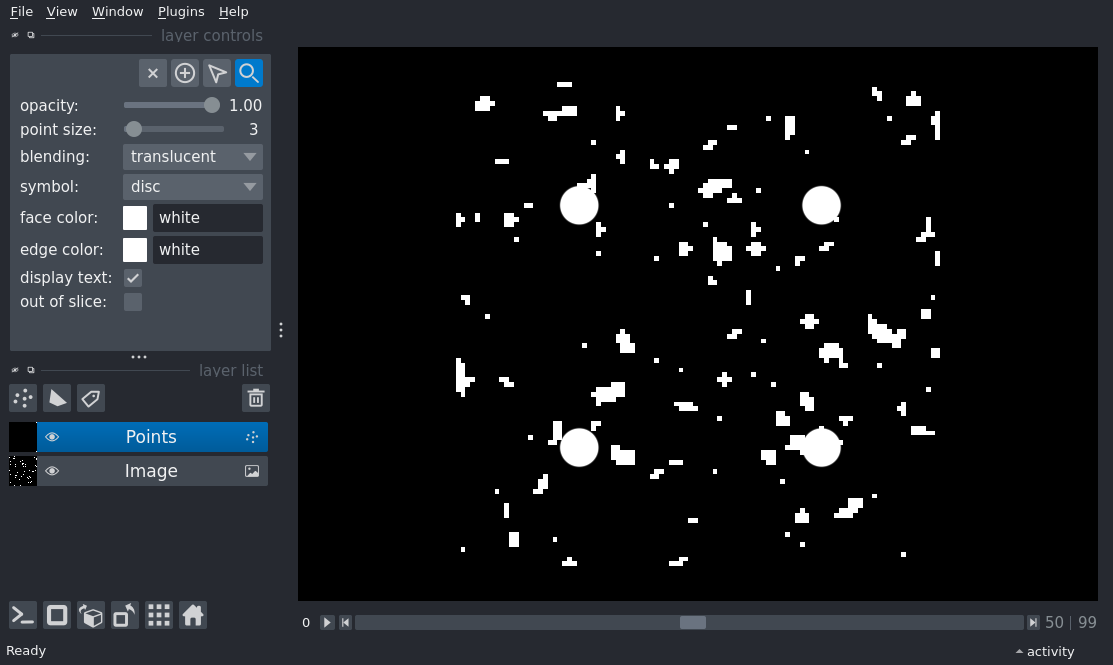 File View Window Plugins Help
layer controls
opacity: 1.00
point size: 3
blending: translucent
symbol: disc
face color: white
edge color: white
display text:
out of slice:
layer list
Points
Image
0 50 | 99
Ready activity